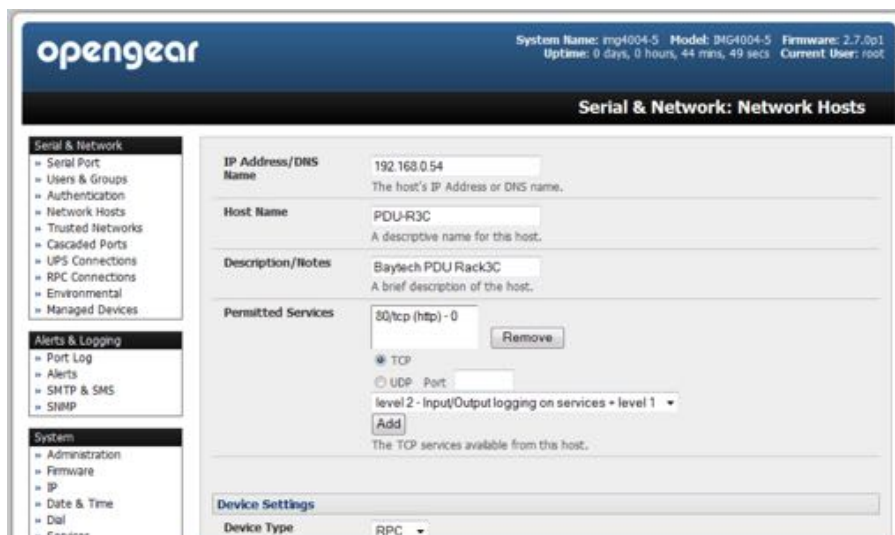 opengear
System Name: img4004-5 Model: IMG4004-5 Firmware: 2.7.0p1
Uptime: 0 days, 0 hours, 44 mins, 49 secs Current User: root
Serial & Network: Network Hosts
Serial & Network
» Serial Port
» Users & Groups
» Authentication
» Network Hosts
» Trusted Networks
» Cascaded Ports
» UPS Connections
» RPC Connections
» Environmental
» Managed Devices
Alerts & Logging
» Port Log
» Alerts
» SMTP & SMS
» SNMP
System
» Administration
» Firmware
» IP
» Date & Time
» Dial
» Services
IP Address/DNS
Name
192.168.0.54
The host's IP Address or DNS name.
Host Name
PDU-R3C
A descriptive name for this host.
Description/Notes
Baytech PDU Rack3C
A brief description of the host.
Permitted Services
80/tcp (http) - 0
Remove
TCP
UDP Port
level 2 - Input/Output logging on services + level 1
Add
The TCP services available from this host.
Device Settings
Device Type
RPC